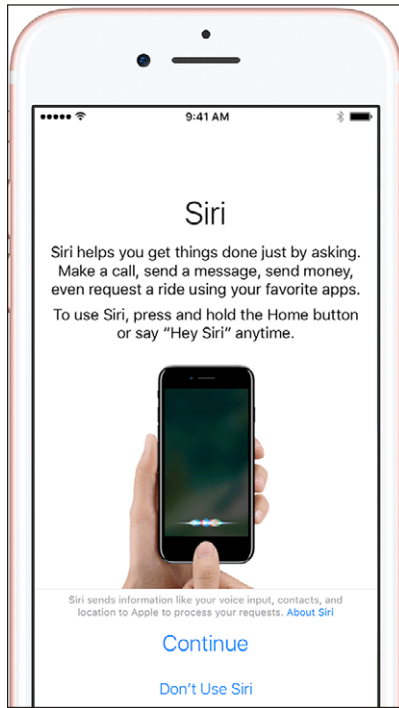 9:41 AM
Siri
Siri helps you get things done just by asking.
Make a call, send a message, send money,
even request a ride using your favorite apps.
To use Siri, press and hold the Home button
or say “Hey Siri” anytime.
Siri sends information like your voice input, contacts, and
location to Apple to process your requests. About Siri
Continue
Don’t Use Siri